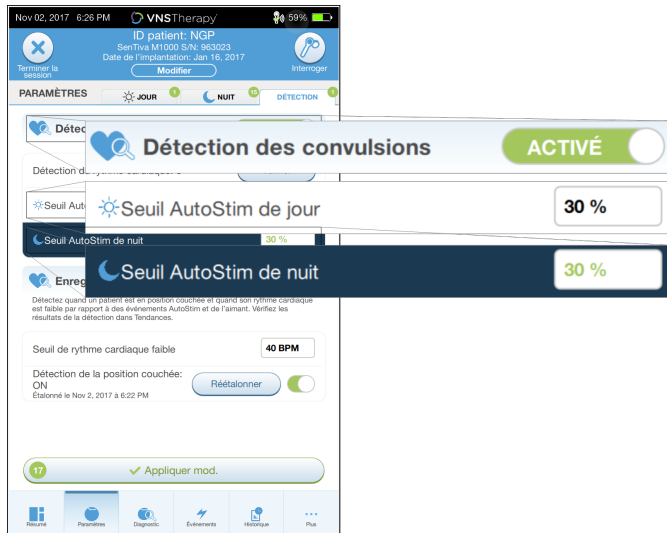 Nov 02, 2017 6:26 PM VNSTherapy 59%
ID patient: NGP
SenTiva M1000 S/N: 963023
Date de l'implantation: Jan 16, 2017
Modifier
Terminer la
session
Interroger
PARAMÈTRES JOUR 1 NUIT 15 DÉTECTION 1
Détec
Détection des convulsions ACTIVÉ
Détection
Seuil Aut
Seuil AutoStim de jour 30 %
Seuil AutoStim de nuit 30 %
Seuil AutoStim de nuit 30 %
Enreg
Détectez quand un patient est en position couchée et quand son rythme cardiaque
est faible par rapport à des événements AutoStim et de l'aimant. Vérifiez les
résultats de la détection dans Tendances.
Seuil de rythme cardiaque faible 40 BPM
Détection de la position couchée:
ON
Réétalonner
Étalonné le Nov 2, 2017 à 6:22 PM
17 Appliquer mod.
Résumé Paramètres Diagnostic Événements Historique Plus